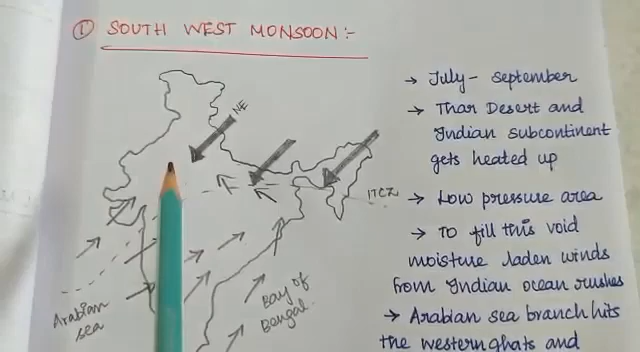 ① SOUTH WEST MONSOON:-
NE
ITCZ
Arabian
sea
Bay of
Bengal.
→ July - September
→ Thar Desert and
Indian subcontinent
gets heated up
→ Low pressure area
→ To fill this void
moisture laden winds
from Indian ocean rushes
→ Arabian sea branch hits
the western ghats and